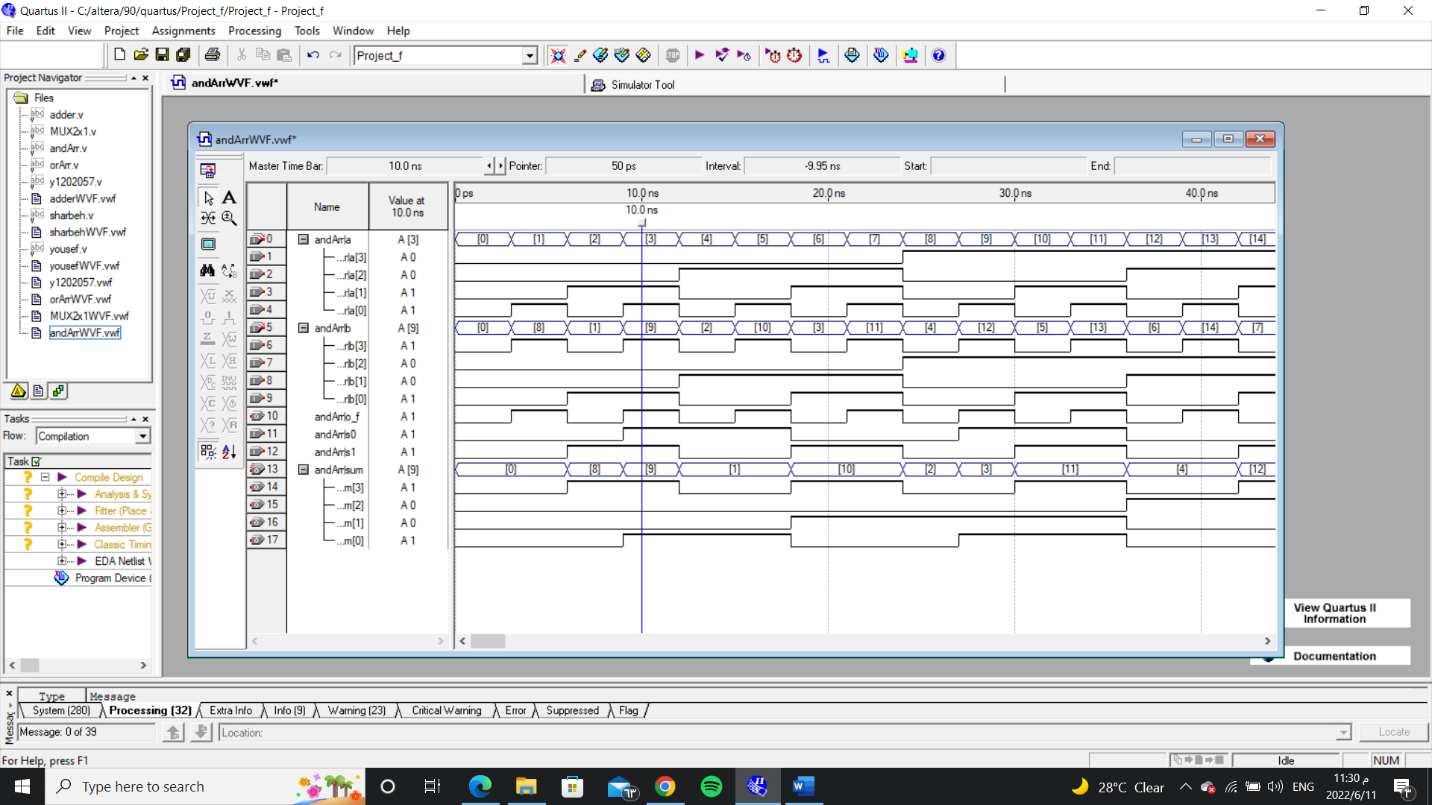 Quartus II - C:/altera/90/quartus/Project_f/Project_f - Project_f
File Edit View Project Assignments Processing Tools Window Help
Project_f
Project Navigator
andArrWVF.vwf*
Simulator Tool
Files
adder.v
MUX2x1.v
andArr.v
orArr.v
y1202057.v
adderWVF.vwf
sharbeh.v
sharbehWVF.vwf
yousef.v
yousefWVF.vwf
y1202057.vwf
orArrWVF.vwf
MUX2x1WVF.vwf
andArrWVF.vwf
andArrWVF.vwf*
Master Time Bar: 10.0 ns Pointer: 50 ps Interval: -9.95 ns Start: End:
Name
Value at
10.0 ns
0 ps 10.0 ns 20.0 ns 30.0 ns 40.0 ns
10.0 ns
0 andArr|a A [3] [0] [1] [2] [3] [4] [5] [6] [7] [8] [9] [10] [11] [12] [13] [14]
1 ...r|a[3] A 0
2 ...r|a[2] A 0
3 ...r|a[1] A 1
4 ...r|a[0] A 1
5 andArr|b A [9] [0] [8] [1] [9] [2] [10] [3] [11] [4] [12] [5] [13] [6] [14] [7]
6 ...r|b[3] A 1
7 ...r|b[2] A 0
8 ...r|b[1] A 0
9 ...r|b[0] A 1
10 andArr|o_f A 1
11 andArr|s0 A 1
12 andArr|s1 A 1
13 andArr|sum A [9] [0] [8] [9] [1] [10] [2] [3] [11] [4] [12]
14 ...m[3] A 1
15 ...m[2] A 0
16 ...m[1] A 0
17 ...m[0] A 1
Tasks
Flow: Compilation
Task
Compile Design
Analysis & Sy
Fitter (Place
Assembler (G
Classic Timin
EDA Netlist
Program Device (
View Quartus II
Information
Documentation
Type Message
System (280) Processing (32) Extra Info Info (9) Warning (23) Critical Warning Error Suppressed Flag
Message: 0 of 39
Location:
Locate
For Help, press F1
Idle
NUM
Type here to search
٦٣
28°C Clear
ENG
11:30 م
2022/6/11